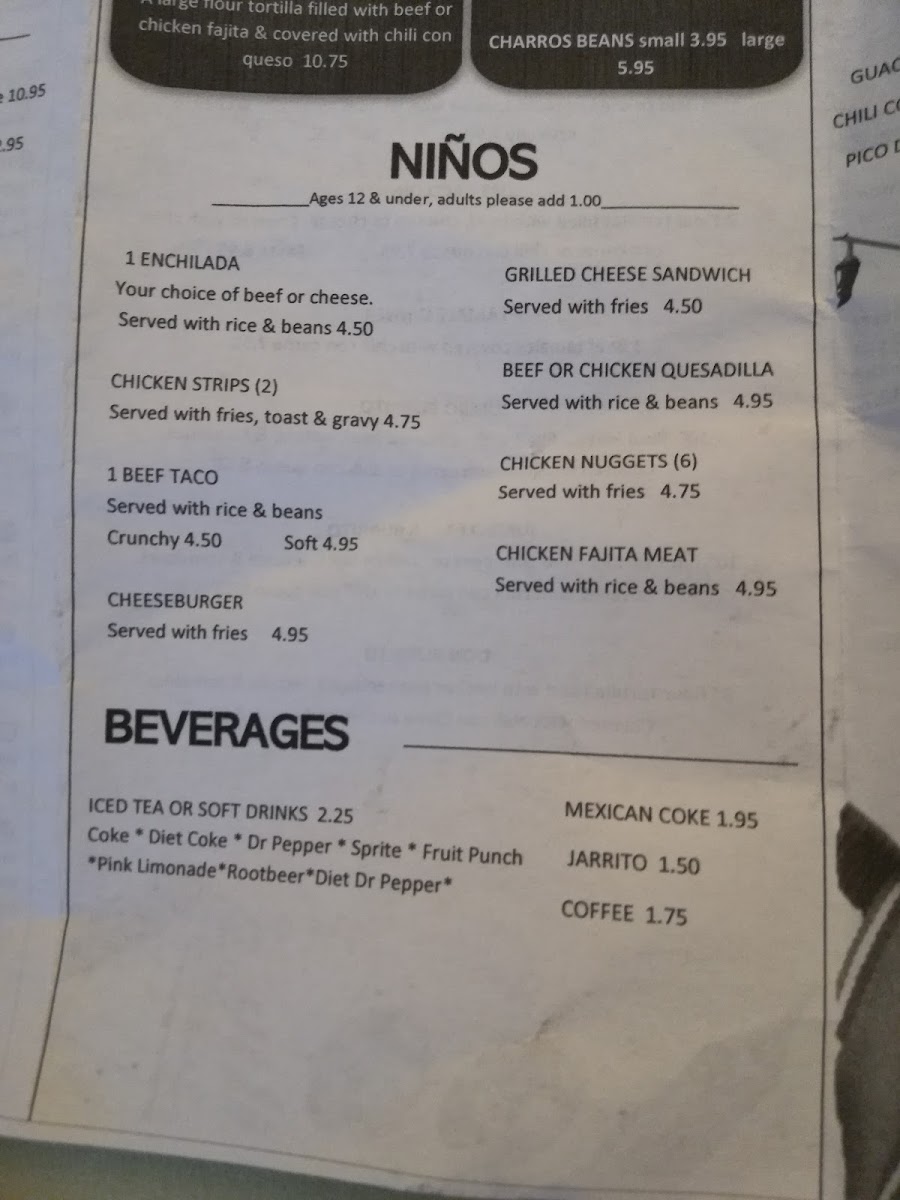 A large flour tortilla filled with beef or
chicken fajita & covered with chili con
queso 10.75
CHARROS BEANS small 3.95 large
5.95
10.95
.95
GUAC
CHILI CO
PICO D
NIÑOS
Ages 12 & under, adults please add 1.00
1 ENCHILADA
Your choice of beef or cheese.
Served with rice & beans 4.50
CHICKEN STRIPS (2)
Served with fries, toast & gravy 4.75
1 BEEF TACO
Served with rice & beans
Crunchy 4.50 Soft 4.95
CHEESEBURGER
Served with fries 4.95
GRILLED CHEESE SANDWICH
Served with fries 4.50
BEEF OR CHICKEN QUESADILLA
Served with rice & beans 4.95
CHICKEN NUGGETS (6)
Served with fries 4.75
CHICKEN FAJITA MEAT
Served with rice & beans 4.95
BEVERAGES
ICED TEA OR SOFT DRINKS 2.25
Coke * Diet Coke * Dr Pepper * Sprite * Fruit Punch
*Pink Limonade*Rootbeer*Diet Dr Pepper*
MEXICAN COKE 1.95
JARRITO 1.50
COFFEE 1.75